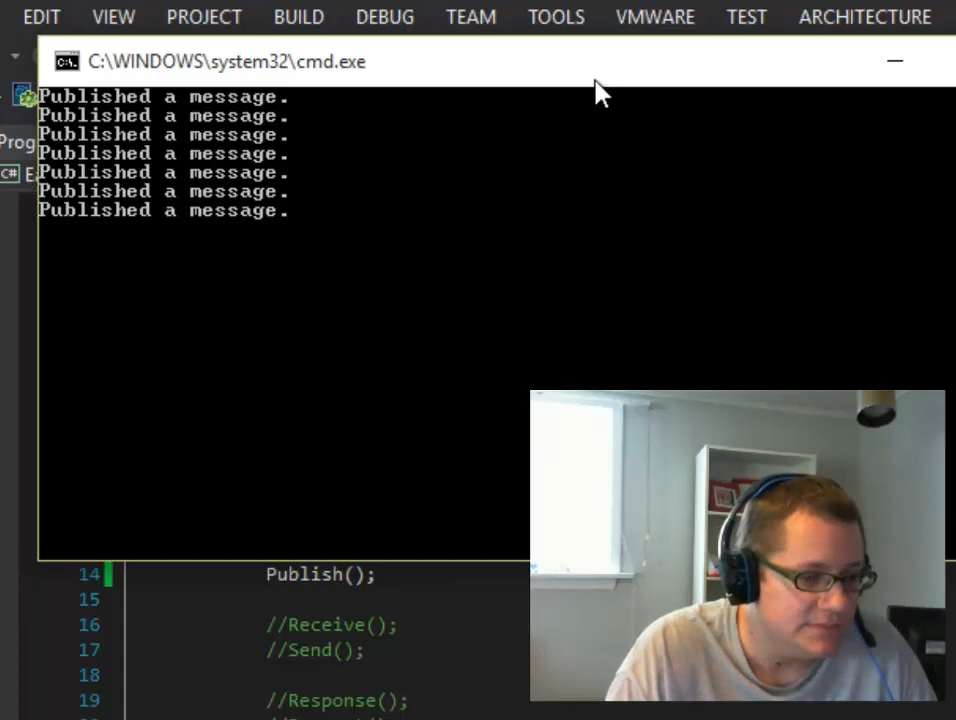 EDIT VIEW PROJECT BUILD DEBUG TEAM TOOLS VMWARE TEST ARCHITECTURE
C:\WINDOWS\system32\cmd.exe
Published a message.
Published a message.
Published a message.
Published a message.
Published a message.
Published a message.
Published a message.
Prog
C# E
14 Publish();
15
16 //Receive();
17 //Send();
18
19 //Response();